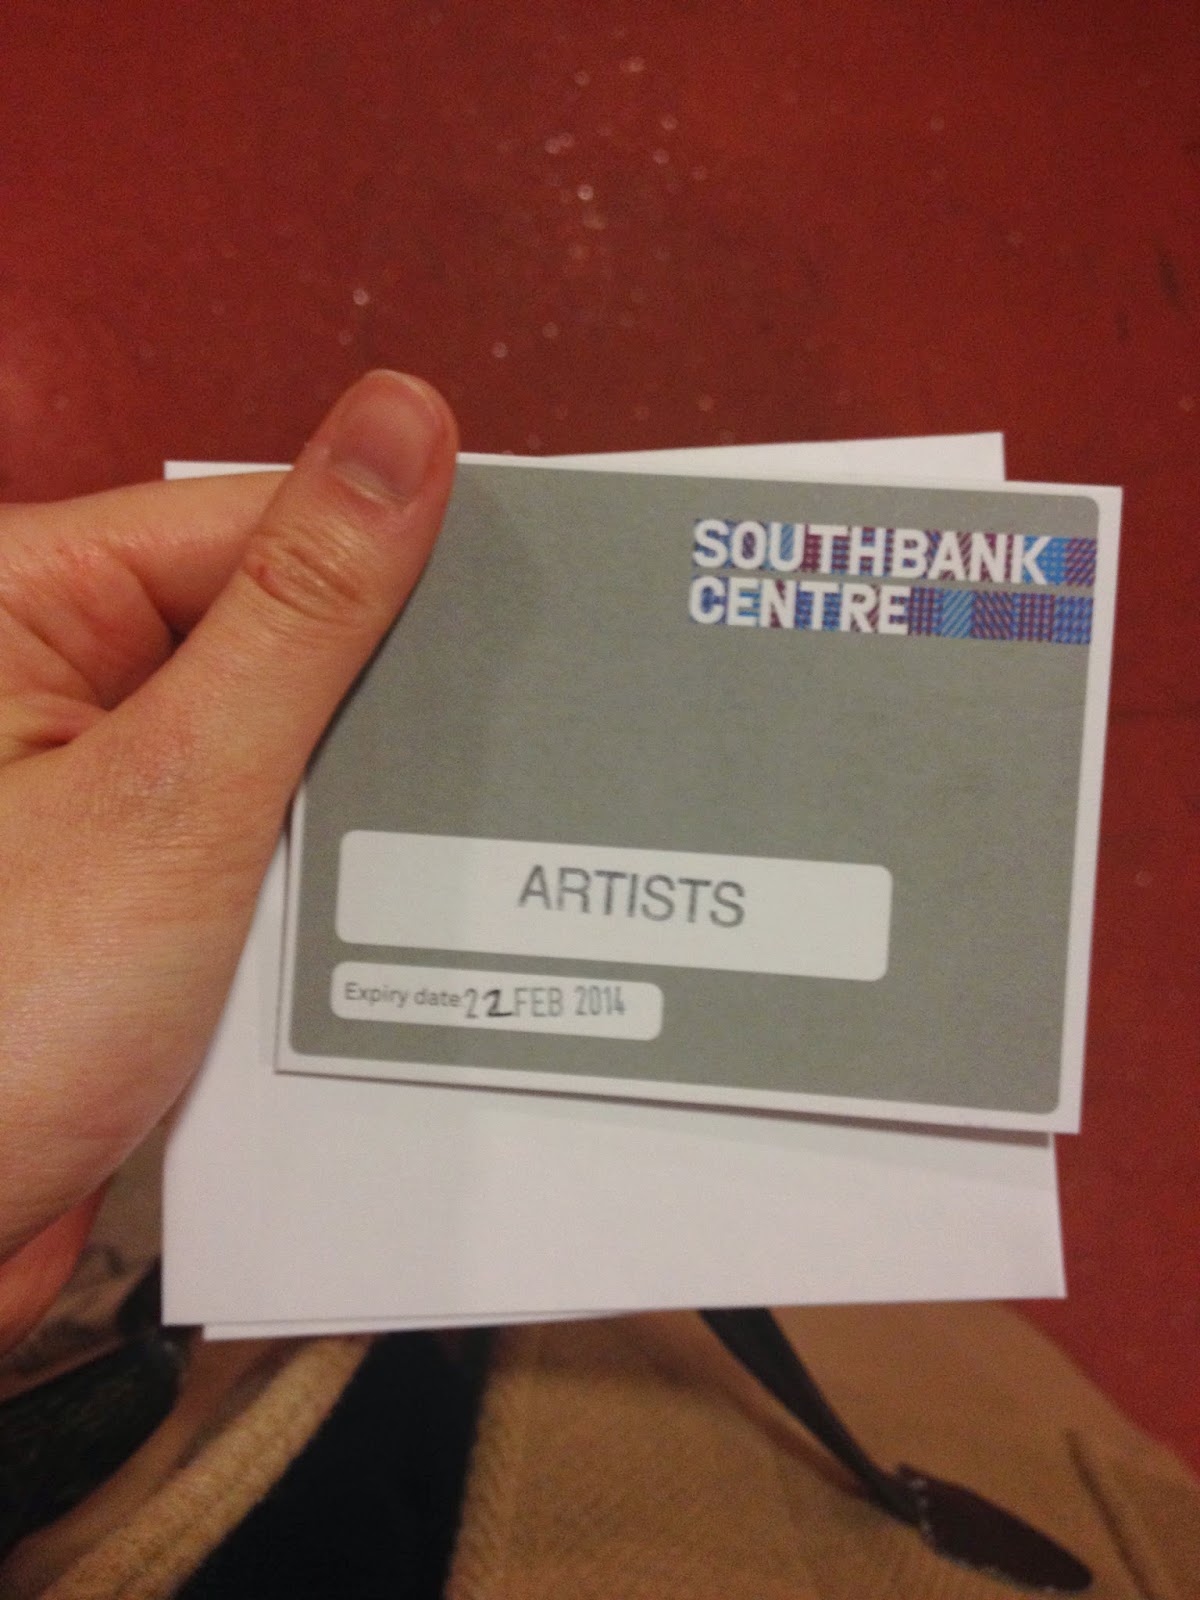 SOUTHBANK
CENTRE
ARTISTS
Expiry date 22 FEB 2014